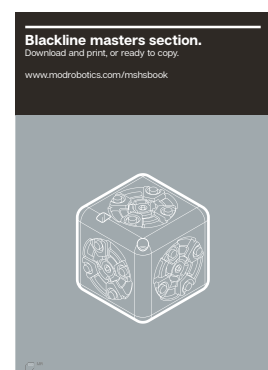 Blackline masters section.
Download and print, or ready to copy.
www.modrobotics.com/mshsbook